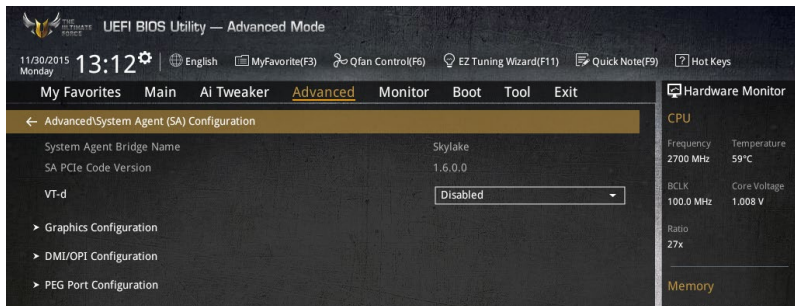 THE ULTIMATE FORCE UEFI BIOS Utility — Advanced Mode
11/30/2015 Monday 13:12 English MyFavorite(F3) Qfan Control(F6) EZ Tuning Wizard(F11) Quick Note(F9) ? Hot Keys
My Favorites Main Ai Tweaker Advanced Monitor Boot Tool Exit
← Advanced\System Agent (SA) Configuration
System Agent Bridge Name Skylake
SA PCIe Code Version 1.6.0.0
VT-d Disabled
> Graphics Configuration
> DMI/OPI Configuration
> PEG Port Configuration
Hardware Monitor
CPU
Frequency Temperature
2700 MHz 59°C
BCLK Core Voltage
100.0 MHz 1.008 V
Ratio
27x
Memory